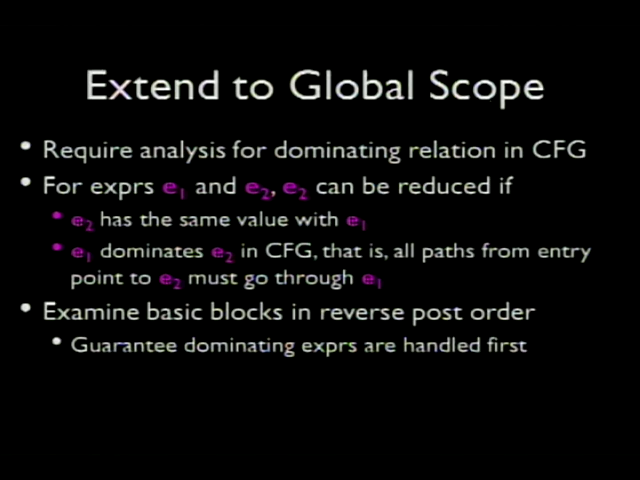 Extend to Global Scope
• Require analysis for dominating relation in CFG
• For exprs e₁ and e₂, e₂ can be reduced if
• e₂ has the same value with e₁
• e₁ dominates e₂ in CFG, that is, all paths from entry
point to e₂ must go through e₁
• Examine basic blocks in reverse post order
• Guarantee dominating exprs are handled first